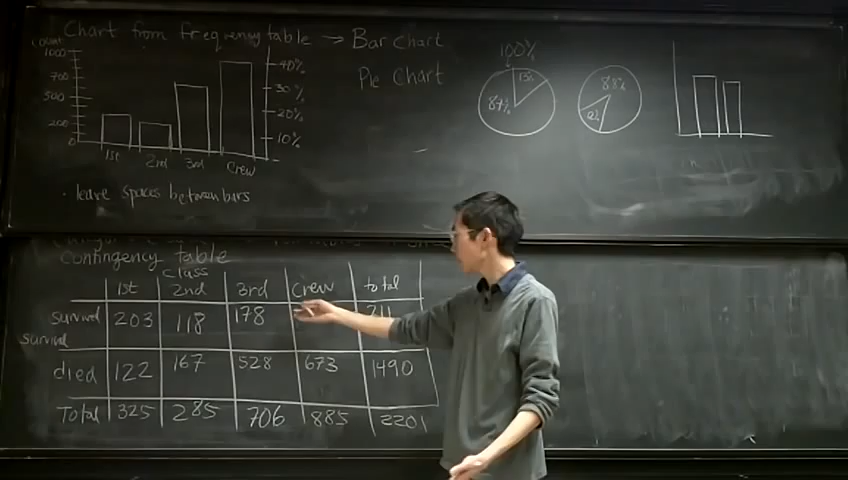 Chart from frequency table → Bar Chart
Pie Chart
count
1000
700
500
200
0
40%
30%
20%
10%
1st 2nd 3rd Crew
· leave spaces between bars
100%
13%
87%
88%
Contingency table
Class
1st 2nd 3rd Crew total
survived 203 118 178 711
survived
died 122 167 528 673 1490
Total 325 285 706 885 2201